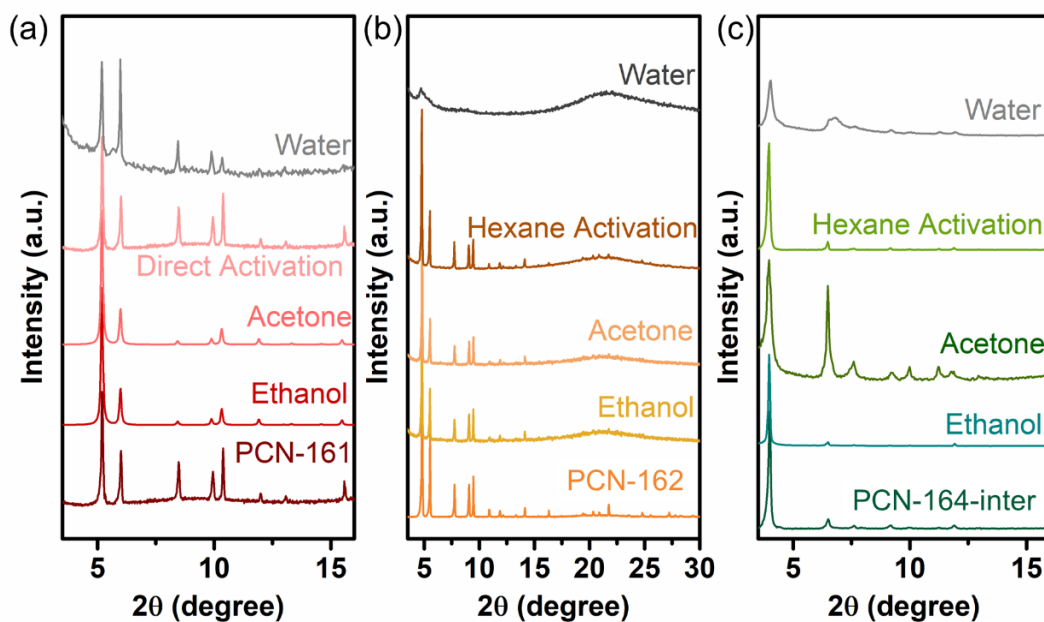 (a)
Intensity (a.u.)
Water
Direct Activation
Acetone
Ethanol
PCN-161
5 10 15
2θ (degree)
(b)
Intensity (a.u.)
Water
Hexane Activation
Acetone
Ethanol
PCN-162
5 10 15 20 25 30
2θ (degree)
(c)
Intensity (a.u.)
Water
Hexane Activation
Acetone
Ethanol
PCN-164-inter
5 10 15
2θ (degree)